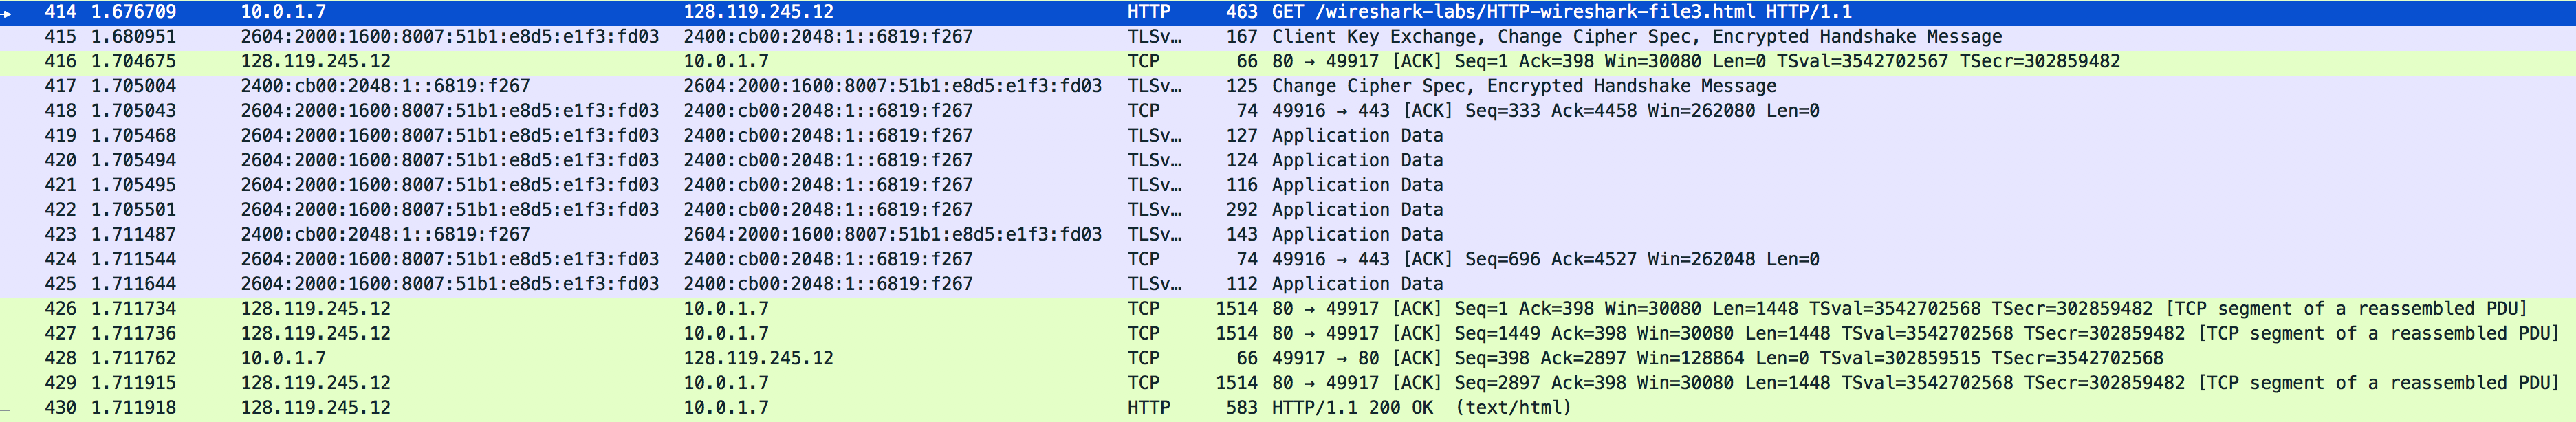 414 1.676709 10.0.1.7 128.119.245.12 HTTP 463 GET /wireshark-labs/HTTP-wireshark-file3.html HTTP/1.1
415 1.680951 2604:2000:1600:8007:51b1:e8d5:e1f3:fd03 2400:cb00:2048:1::6819:f267 TLSv… 167 Client Key Exchange, Change Cipher Spec, Encrypted Handshake Message
416 1.704675 128.119.245.12 10.0.1.7 TCP 66 80 → 49917 [ACK] Seq=1 Ack=398 Win=30080 Len=0 TSval=3542702567 TSecr=302859482
417 1.705004 2400:cb00:2048:1::6819:f267 2604:2000:1600:8007:51b1:e8d5:e1f3:fd03 TLSv… 125 Change Cipher Spec, Encrypted Handshake Message
418 1.705043 2604:2000:1600:8007:51b1:e8d5:e1f3:fd03 2400:cb00:2048:1::6819:f267 TCP 74 49916 → 443 [ACK] Seq=333 Ack=4458 Win=262080 Len=0
419 1.705468 2604:2000:1600:8007:51b1:e8d5:e1f3:fd03 2400:cb00:2048:1::6819:f267 TLSv… 127 Application Data
420 1.705494 2604:2000:1600:8007:51b1:e8d5:e1f3:fd03 2400:cb00:2048:1::6819:f267 TLSv… 124 Application Data
421 1.705495 2604:2000:1600:8007:51b1:e8d5:e1f3:fd03 2400:cb00:2048:1::6819:f267 TLSv… 116 Application Data
422 1.705501 2604:2000:1600:8007:51b1:e8d5:e1f3:fd03 2400:cb00:2048:1::6819:f267 TLSv… 292 Application Data
423 1.711487 2400:cb00:2048:1::6819:f267 2604:2000:1600:8007:51b1:e8d5:e1f3:fd03 TLSv… 143 Application Data
424 1.711544 2604:2000:1600:8007:51b1:e8d5:e1f3:fd03 2400:cb00:2048:1::6819:f267 TCP 74 49916 → 443 [ACK] Seq=696 Ack=4527 Win=262048 Len=0
425 1.711644 2604:2000:1600:8007:51b1:e8d5:e1f3:fd03 2400:cb00:2048:1::6819:f267 TLSv… 112 Application Data
426 1.711734 128.119.245.12 10.0.1.7 TCP 1514 80 → 49917 [ACK] Seq=1 Ack=398 Win=30080 Len=1448 TSval=3542702568 TSecr=302859482 [TCP segment of a reassembled PDU]
427 1.711736 128.119.245.12 10.0.1.7 TCP 1514 80 → 49917 [ACK] Seq=1449 Ack=398 Win=30080 Len=1448 TSval=3542702568 TSecr=302859482 [TCP segment of a reassembled PDU]
428 1.711762 10.0.1.7 128.119.245.12 TCP 66 49917 → 80 [ACK] Seq=398 Ack=2897 Win=128864 Len=0 TSval=302859515 TSecr=3542702568
429 1.711915 128.119.245.12 10.0.1.7 TCP 1514 80 → 49917 [ACK] Seq=2897 Ack=398 Win=30080 Len=1448 TSval=3542702568 TSecr=302859482 [TCP segment of a reassembled PDU]
430 1.711918 128.119.245.12 10.0.1.7 HTTP 583 HTTP/1.1 200 OK (text/html)